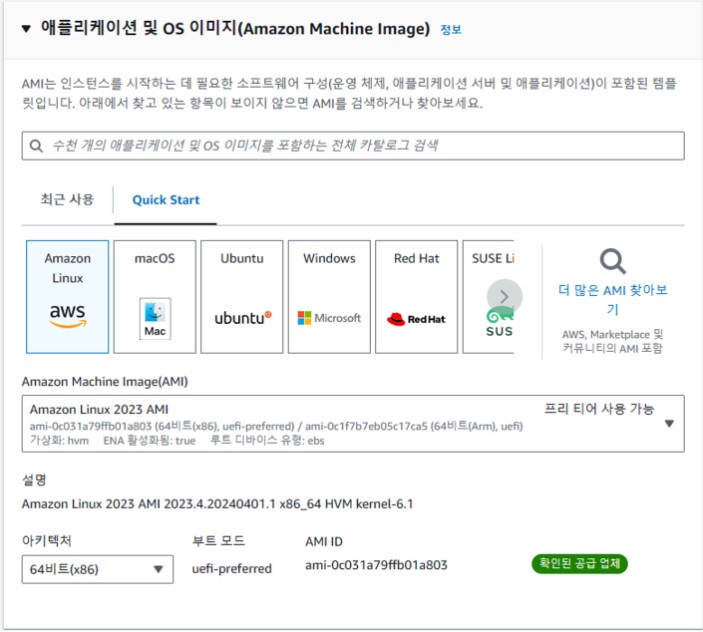 ▼ 애플리케이션 및 OS 이미지(Amazon Machine Image) 정보
AMI는 인스턴스를 시작하는 데 필요한 소프트웨어 구성(운영 체제, 애플리케이션 서버 및 애플리케이션)이 포함된 템플
릿입니다. 아래에서 찾고 있는 항목이 보이지 않으면 AMI를 검색하거나 찾아보세요.
수천 개의 애플리케이션 및 OS 이미지를 포함하는 전체 카탈로그 검색
최근 사용
Quick Start
Amazon
Linux
aws
macOS
Mac
Ubuntu
ubuntu
Windows
Microsoft
Red Hat
Red Hat
SUSE Li
SUS
더 많은 AMI 찾아보
기
AWS, Marketplace 및
커뮤니티의 AMI 포함
Amazon Machine Image(AMI)
Amazon Linux 2023 AMI 프리 티어 사용 가능
ami-0c031a79ffb01a803 (64비트(x86), uefi-preferred) / ami-0c1f7b7eb05c17ca5 (64비트(Arm), uefi)
가상화: hvm ENA 활성화됨: true 루트 디바이스 유형: ebs
설명
Amazon Linux 2023 AMI 2023.4.20240401.1 x86_64 HVM kernel-6.1
아키텍처 부트 모드 AMI ID
64비트(x86) uefi-preferred ami-0c031a79ffb01a803 확인된 공급 업체